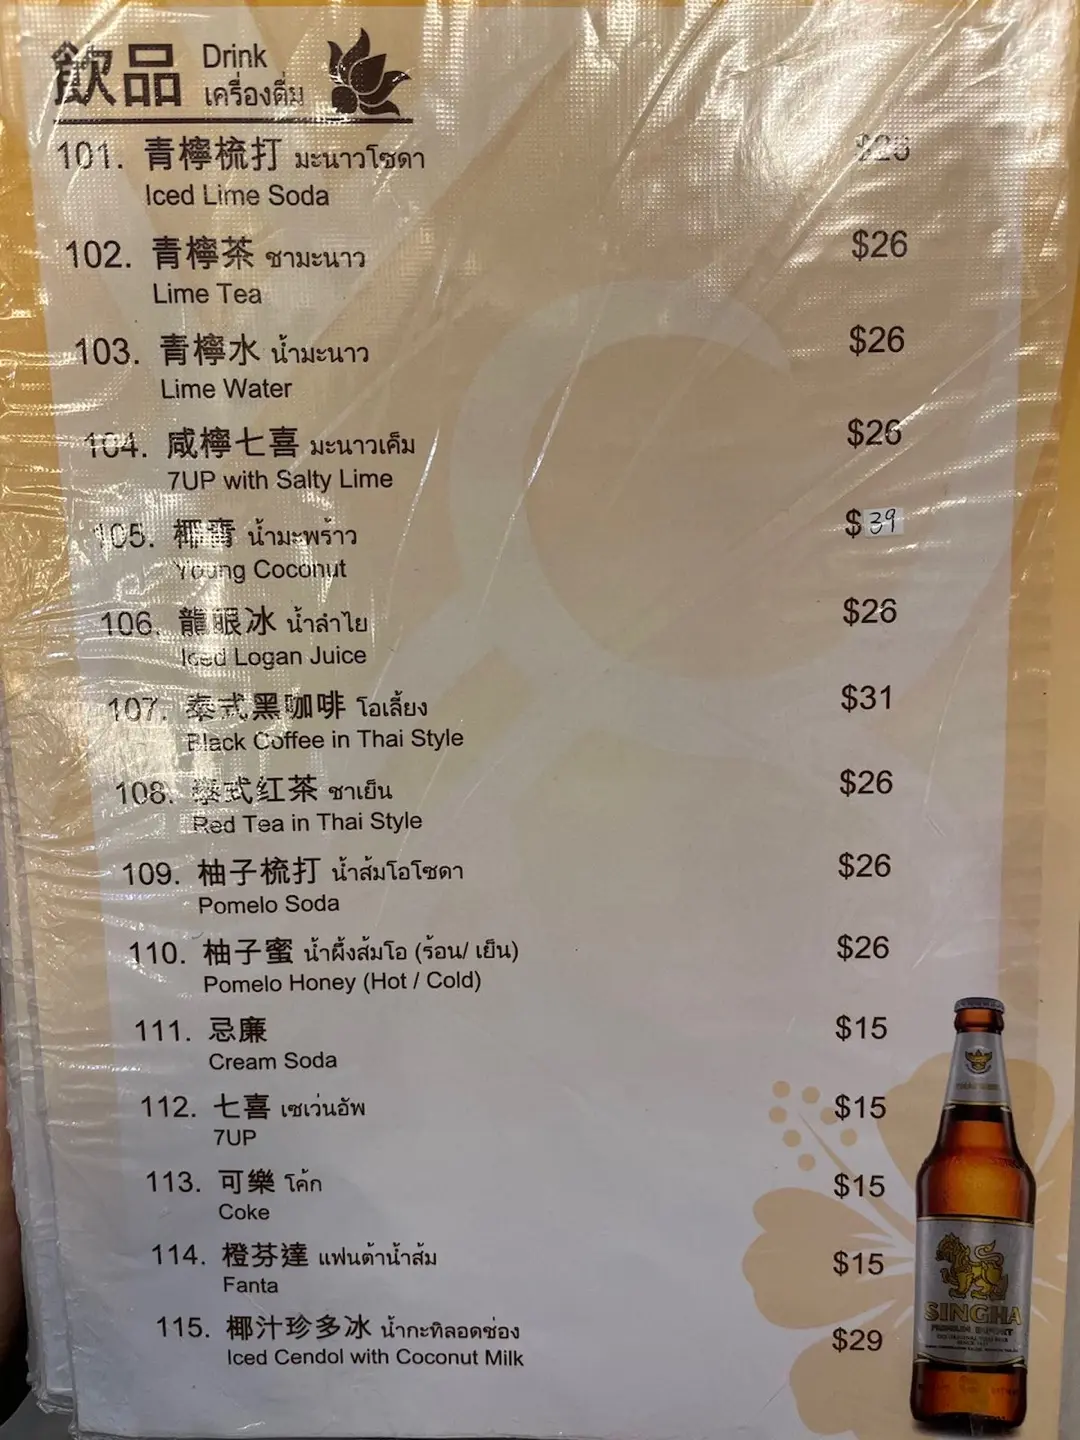 飲品 Drink
เครื่องดื่ม
101. 青檸梳打 มะนาวโซดา $26
Iced Lime Soda
102. 青檸茶 ชามะนาว $26
Lime Tea
103. 青檸水 น้ำมะนาว $26
Lime Water
104. 咸檸七喜 มะนาวเค็ม $26
7UP with Salty Lime
105. 椰青 น้ำมะพร้าว $39
Young Coconut
106. 龍眼冰 น้ำลำไย $26
Iced Logan Juice
107. 泰式黑咖啡 โอเลี้ยง $31
Black Coffee in Thai Style
108. 泰式红茶 ชาเย็น $26
Red Tea in Thai Style
109. 柚子梳打 น้ำส้มโอโซดา $26
Pomelo Soda
110. 柚子蜜 น้ำผึ้งส้มโอ (ร้อน/ เย็น) $26
Pomelo Honey (Hot / Cold)
111. 忌廉 $15
Cream Soda
112. 七喜 เซเว่นอัพ $15
7UP
113. 可樂 โค้ก $15
Coke
114. 橙芬達 แฟนต้าน้ำส้ม $15
Fanta
115. 椰汁珍多冰 น้ำกะทิลอดช่อง $29
Iced Cendol with Coconut Milk
SINGHA